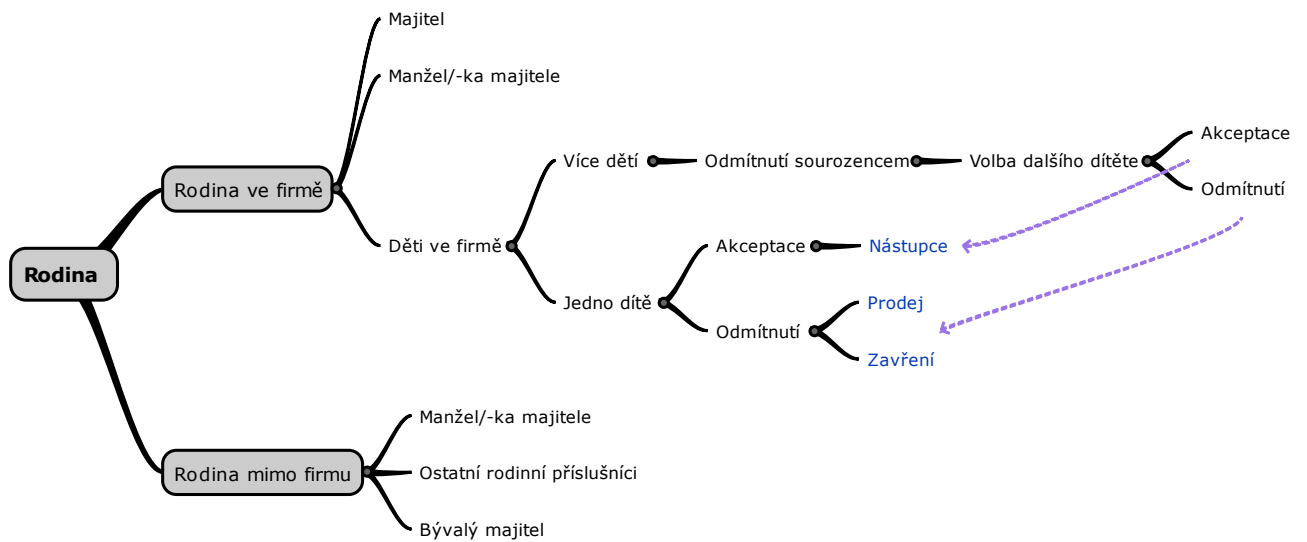 Majitel
Manžel/-ka majitele
Akceptace
Více dětí
Odmítnutí sourozencem
Volba dalšího dítěte
Rodina ve firmě
Odmítnutí
Děti ve firmě
Akceptace
Nástupce
Rodina
Jedno dítě
Prodej
Odmítnutí
Zavření
Manžel/-ka majitele
Rodina mimo firmu
Ostatní rodinní příslušníci
Bývalý majitel